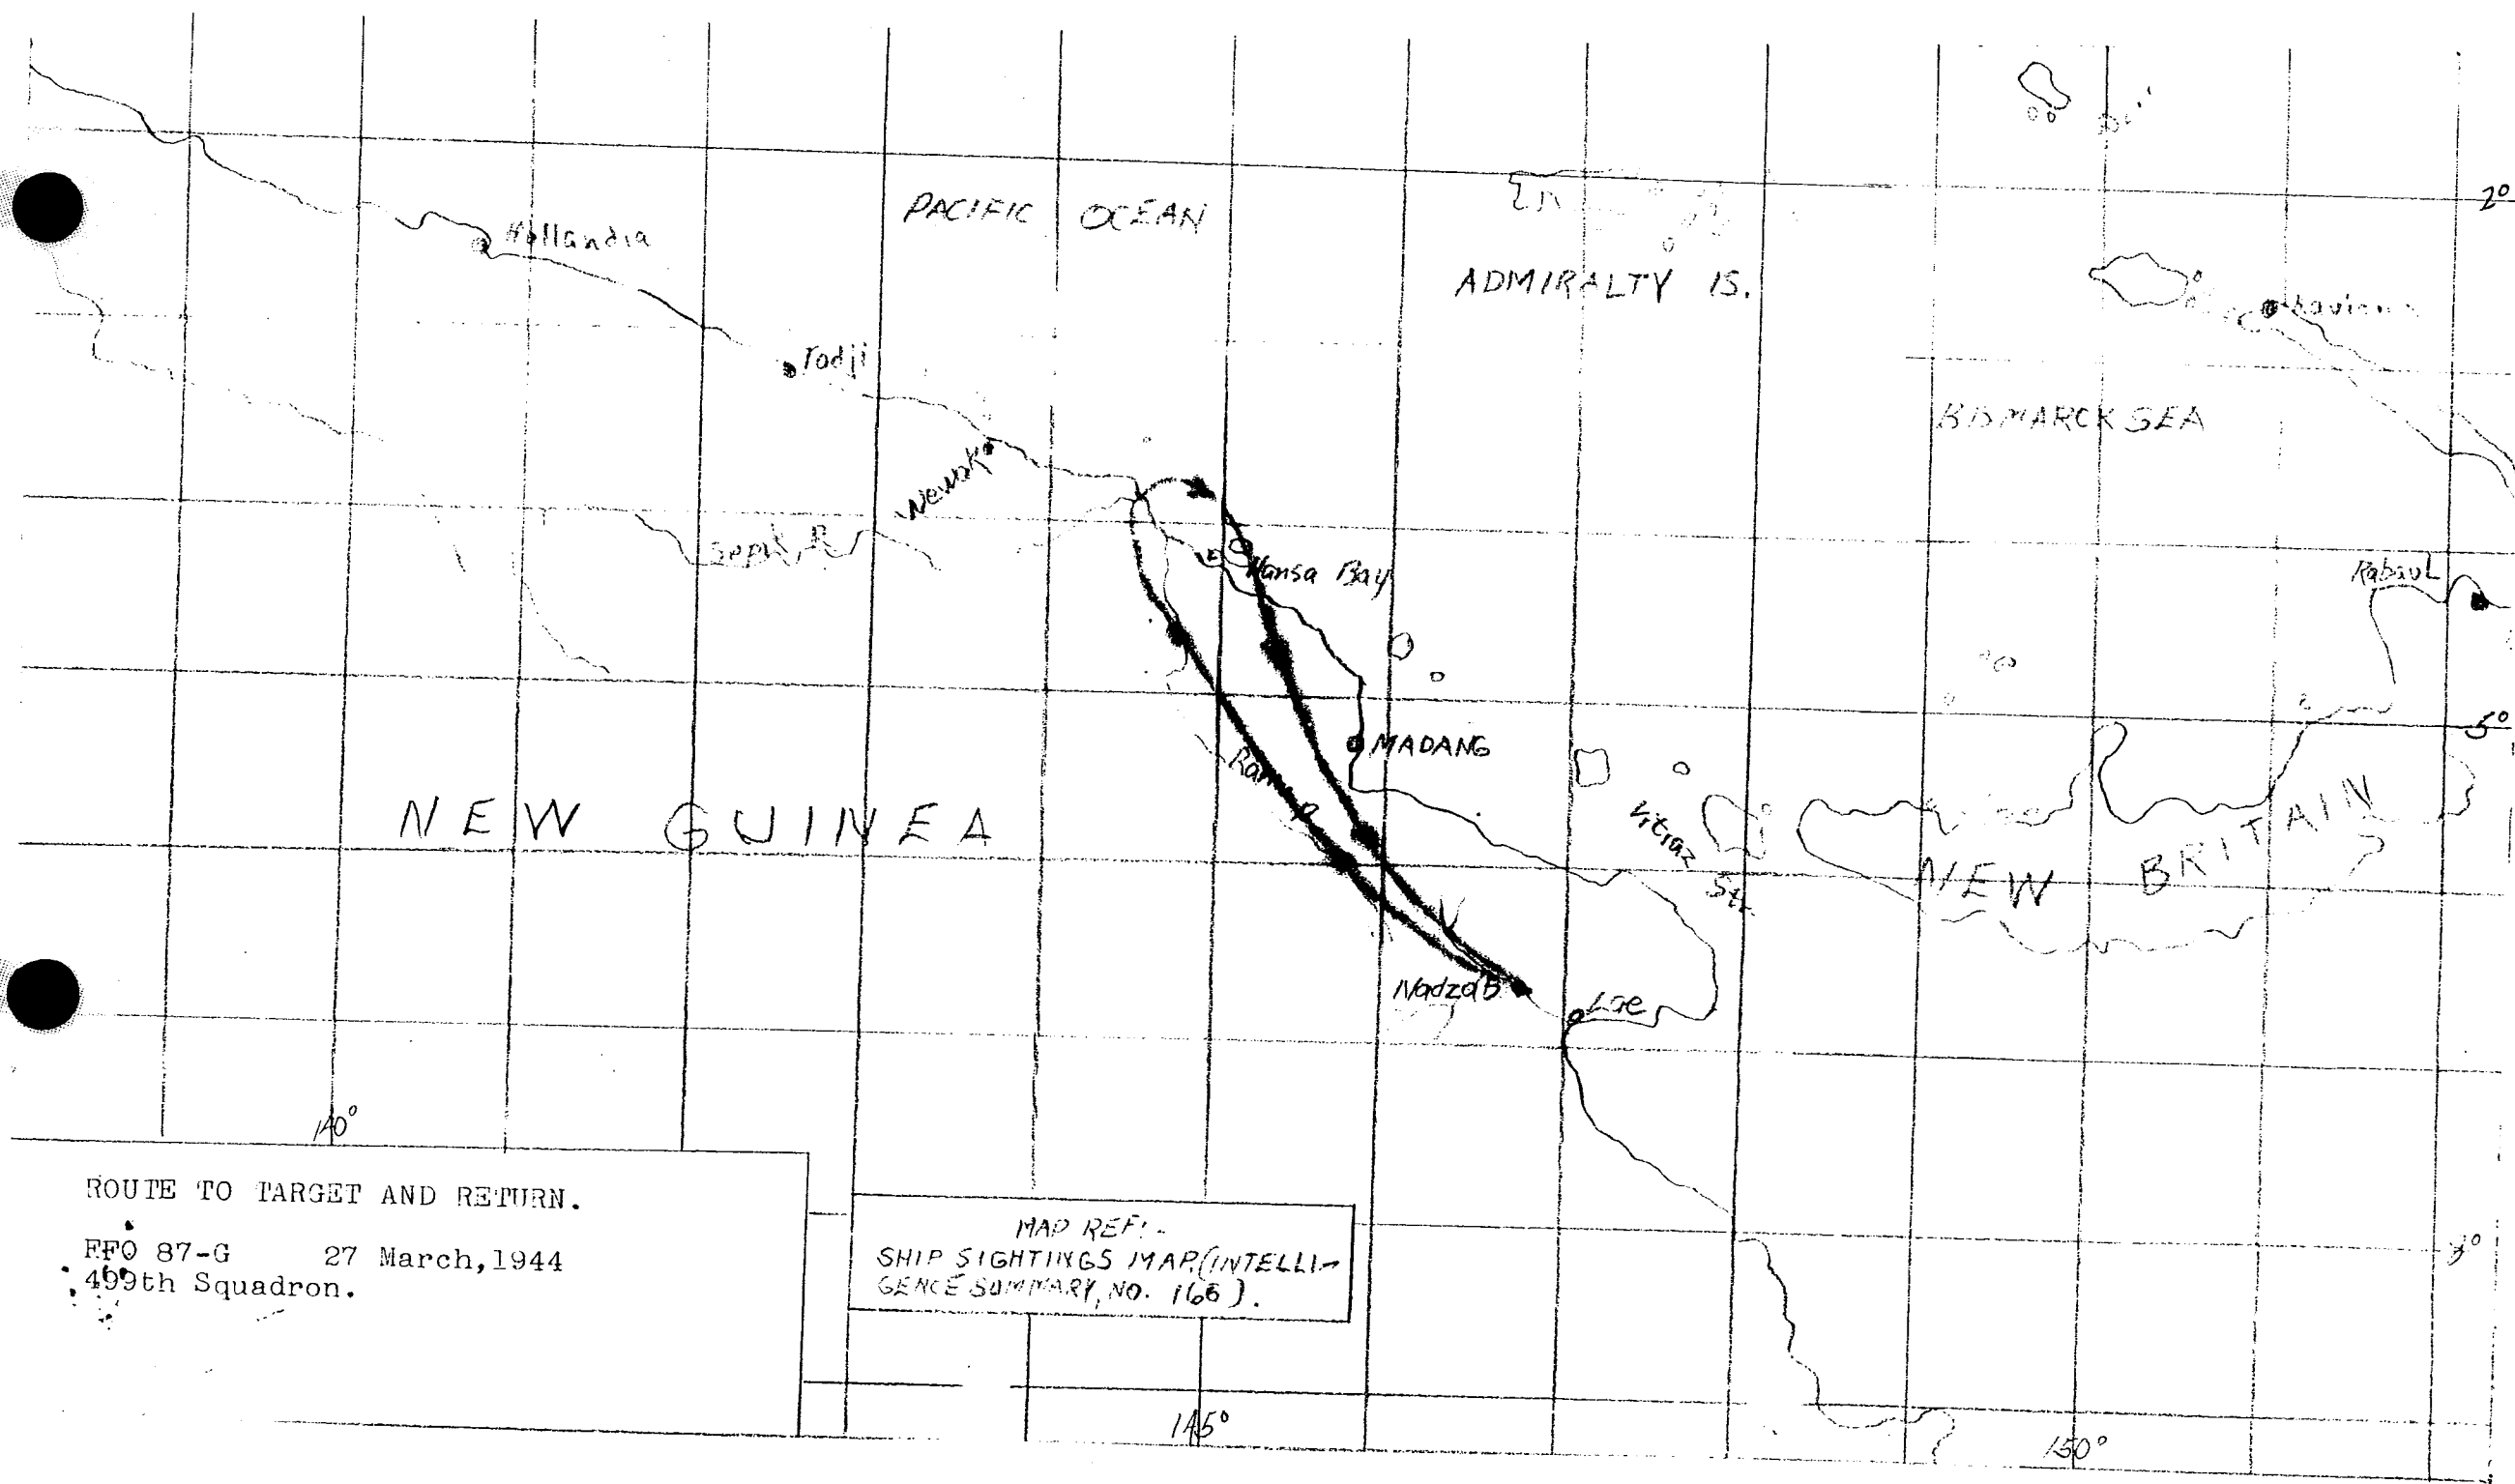 PACIFIC OCEAN
2°
Hollandia
ADMIRALTY IS.
Tadji
BISMARCK SEA
Wewak
Sepik R
Hansa Bay
Rabaul
5°
MADANG
Ramu R
Vitiaz
Str.
NEW GUINEA
NEW BRITAIN
Nadzab
Lae
140°
ROUTE TO TARGET AND RETURN.
FFO 87-G 27 March,1944
499th Squadron.
MAP REF:-
SHIP SIGHTINGS MAP.(INTELLI-
GENCE SUMMARY, NO. 166).
145°
150°